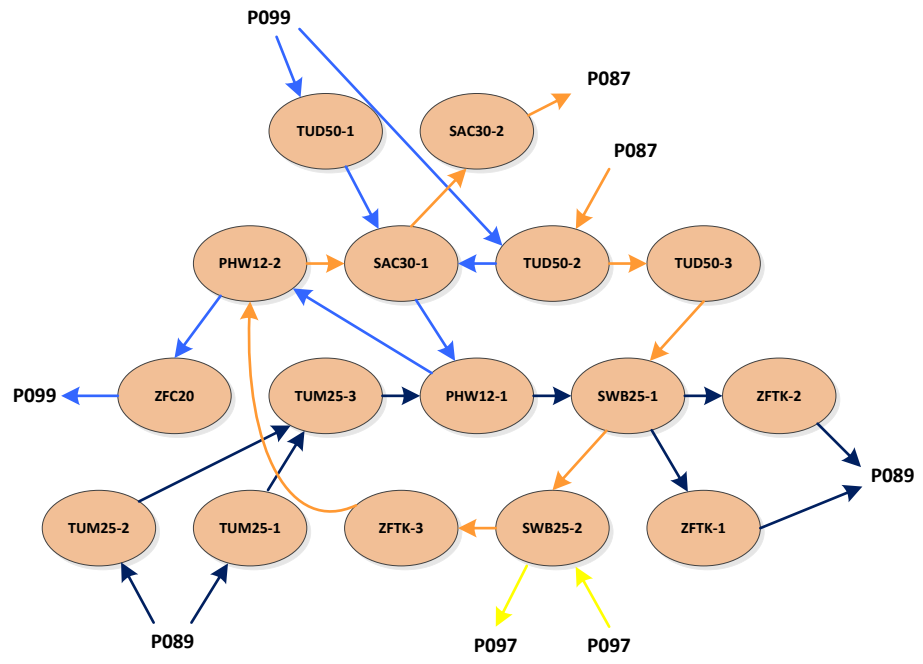 P099
P087
TUD50-1
SAC30-2
P087
PHW12-2
SAC30-1
TUD50-2
TUD50-3
P099
ZFC20
TUM25-3
PHW12-1
SWB25-1
ZFTK-2
P089
TUM25-2
TUM25-1
ZFTK-3
SWB25-2
ZFTK-1
P089
P097
P097